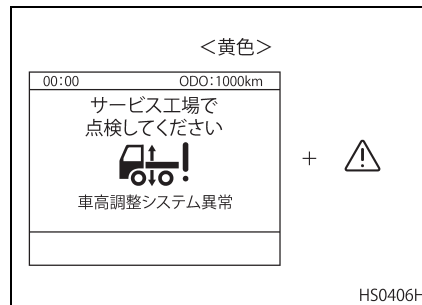 ＜黄色＞
00:00 ODO:1000km
サービス工場で
点検してください
車高調整システム異常
+
HS0406H